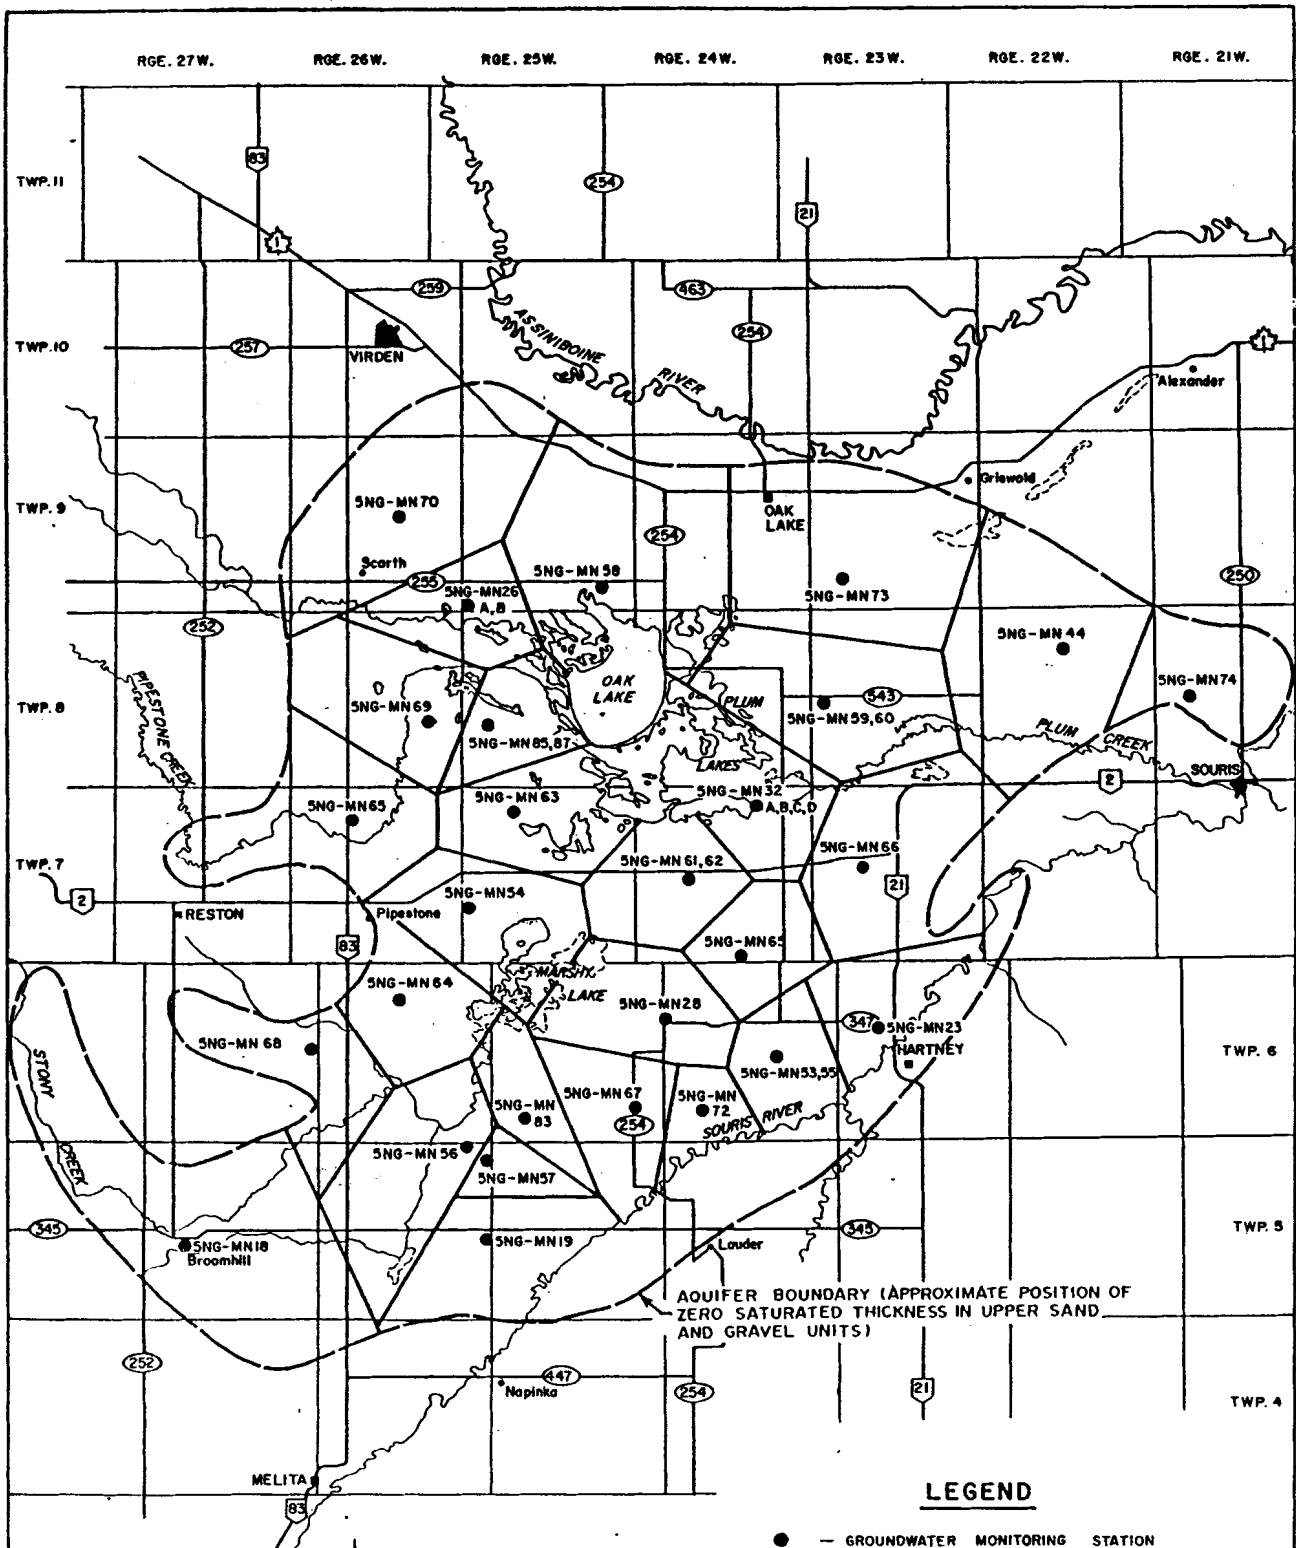 RGE. 27W.
RGE. 26W.
RGE. 25W.
RGE. 24W.
RGE. 23W.
RGE. 22W.
RGE. 21W.
83
TWP. 11
254
21
1
259
463
ASSINIBOINE
RIVER
254
1
TWP. 10
257
VIRDEN
Alexander
Griswold
5NG-MN70
TWP. 9
OAK
LAKE
254
Scarth
255
5NG-MN 58
250
5NG-MN26
A,B
5NG-MN73
252
5NG-MN 44
PIPESTONE CREEK
OAK
LAKE
PLUM
LAKES
543
5NG-MN74
5NG-MN69
TWP. 8
5NG-MN59,60
PLUM
CREEK
5NG-MN85,87
SOURIS
2
5NG-MN65
5NG-MN63
5NG-MN32
A,B,C,D
5NG-MN66
5NG-MN61,62
TWP. 7
21
2
5NG-MN54
RESTON
Pipestone
83
5NG-MN65
MARSHY
LAKE
5NG-MN64
5NG-MN28
347
5NG-MN23
HARTNEY
5NG-MN 68
TWP. 6
STONY
CREEK
5NG-MN53,55
5NG-MN67
5NG-MN
72
5NG-MN
83
254
SOURIS RIVER
5NG-MN56
5NG-MN57
345
345
TWP. 5
5NG-MN18
Broomhill
5NG-MN19
Lauder
AQUIFER BOUNDARY (APPROXIMATE POSITION OF
ZERO SATURATED THICKNESS IN UPPER SAND
AND GRAVEL UNITS)
252
447
Napinka
254
21
TWP. 4
MELITA
83
LEGEND
— GROUNDWATER MONITORING STATION